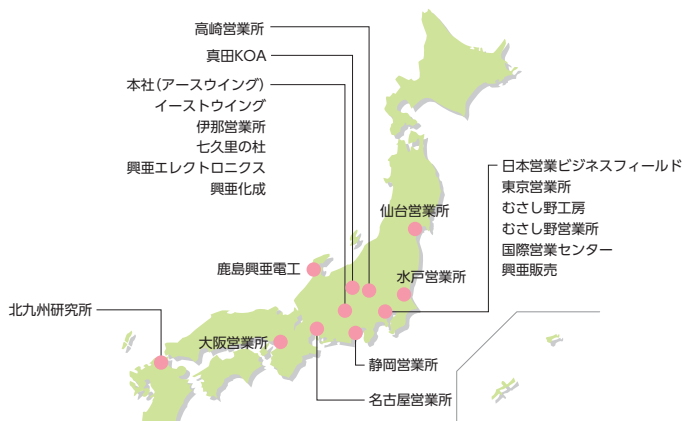 高崎営業所
真田KOA
本社(アースウイング)
イーストウイング
伊那営業所
七久里の杜
興亜エレクトロニクス
興亜化成
日本営業ビジネスフィールド
東京営業所
むさし野工房
むさし野営業所
国際営業センター
興亜販売
仙台営業所
鹿島興亜電工
水戸営業所
北九州研究所
大阪営業所
静岡営業所
名古屋営業所